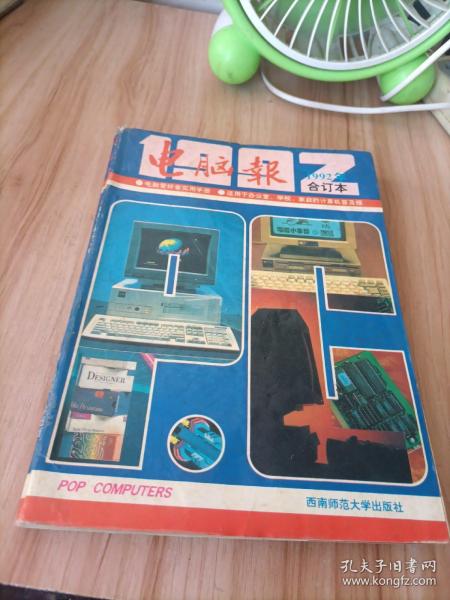 1992
电脑報
1992年
合订本
电脑爱好者实用手册
适用于办公室、学校、家庭的计算机普及报
DESIGNER
POP COMPUTERS
西南师范大学出版社
孔夫子旧书网
www.kongfz.com